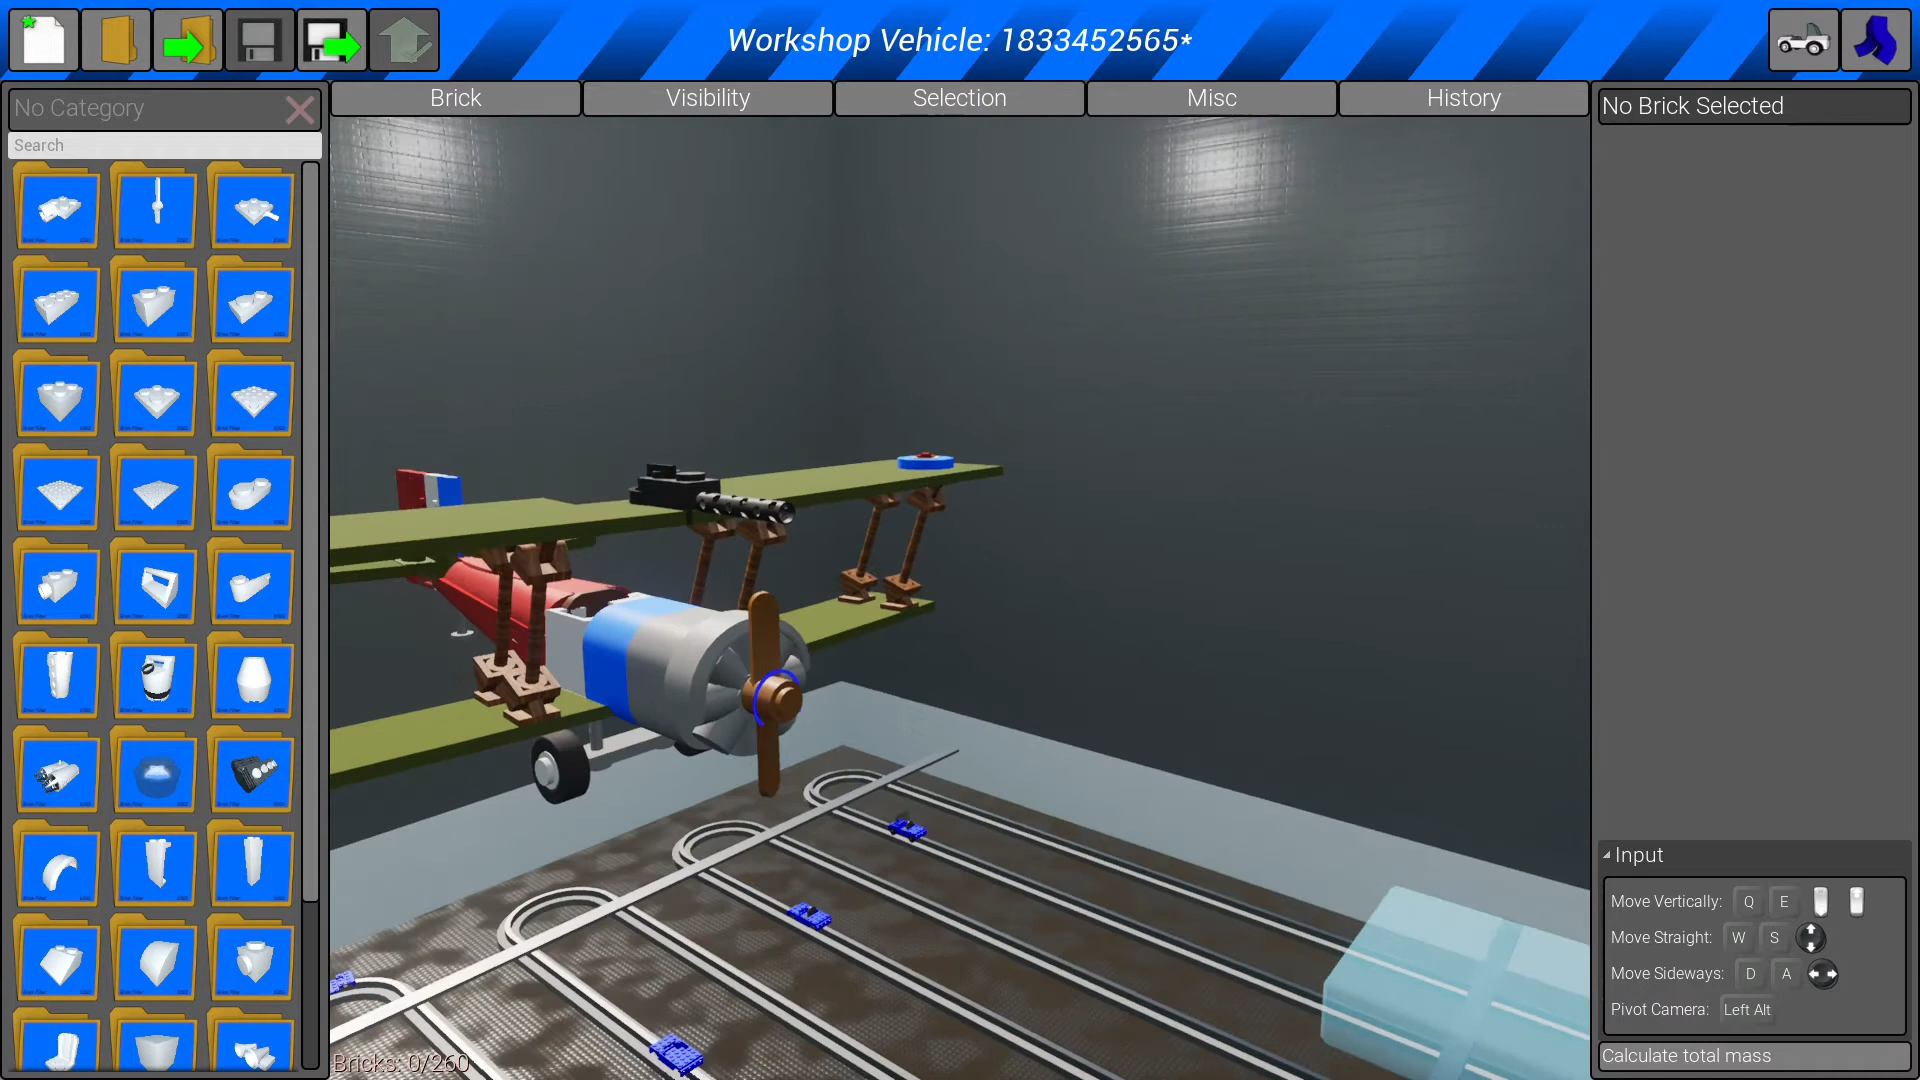 Workshop Vehicle: 1833452565*
No Category
Search
Brick
Visibility
Selection
Misc
History
No Brick Selected
Input
Move Vertically: Q E
Move Straight: W S
Move Sideways: D A
Pivot Camera: Left Alt
Calculate total mass
Bricks: 0/260